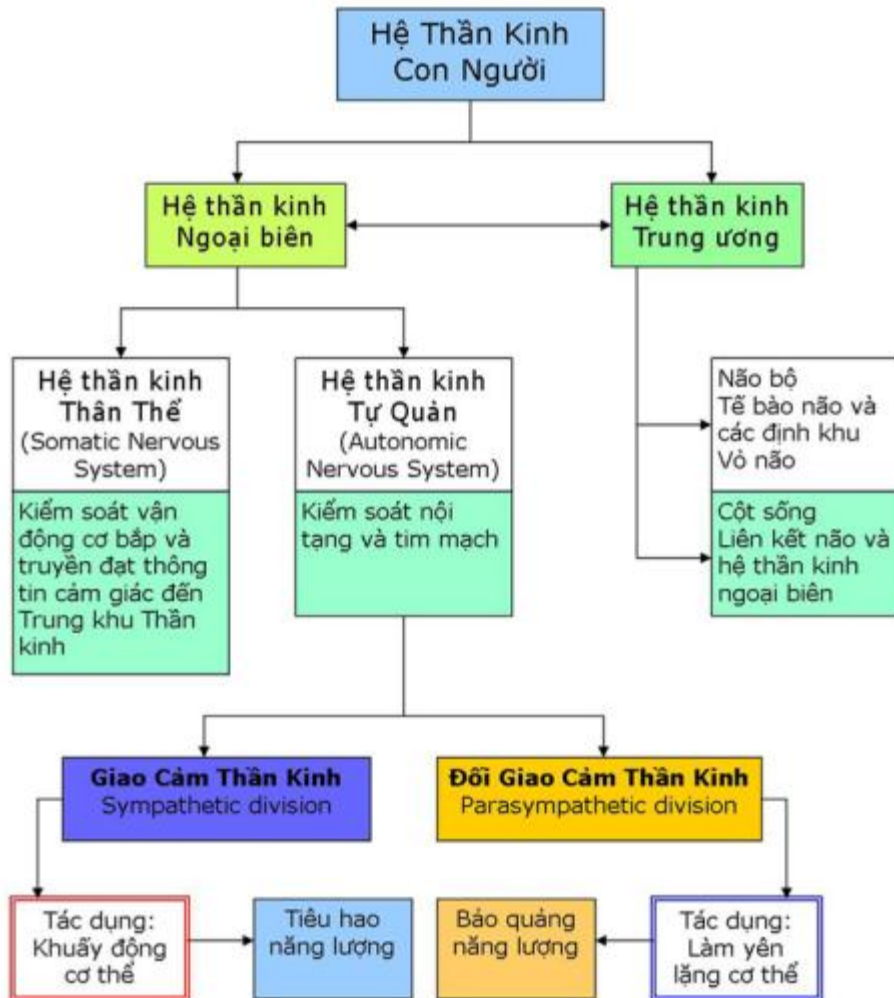 Hệ Thần Kinh
Con Người
Hệ thần kinh
Ngoại biên
Hệ thần kinh
Trung ương
Hệ thần kinh
Thân Thể
(Somatic Nervous
System)
Kiểm soát vận
động cơ bắp và
truyền đạt thông
tin cảm giác đến
Trung khu Thần
kinh
Hệ thần kinh
Tự Quản
(Autonomic
Nervous System)
Kiểm soát nội
tạng và tim mạch
Não bộ
Tế bào não và
các định khu
Vỏ não
Cột sống
Liên kết não và
hệ thần kinh
ngoại biên
Giao Cảm Thần Kinh
Sympathetic division
Đối Giao Cảm Thần Kinh
Parasympathetic division
Tác dụng:
Khuấy động
cơ thể
Tiêu hao
năng lượng
Bảo quảng
năng lượng
Tác dụng:
Làm yên
lặng cơ thể